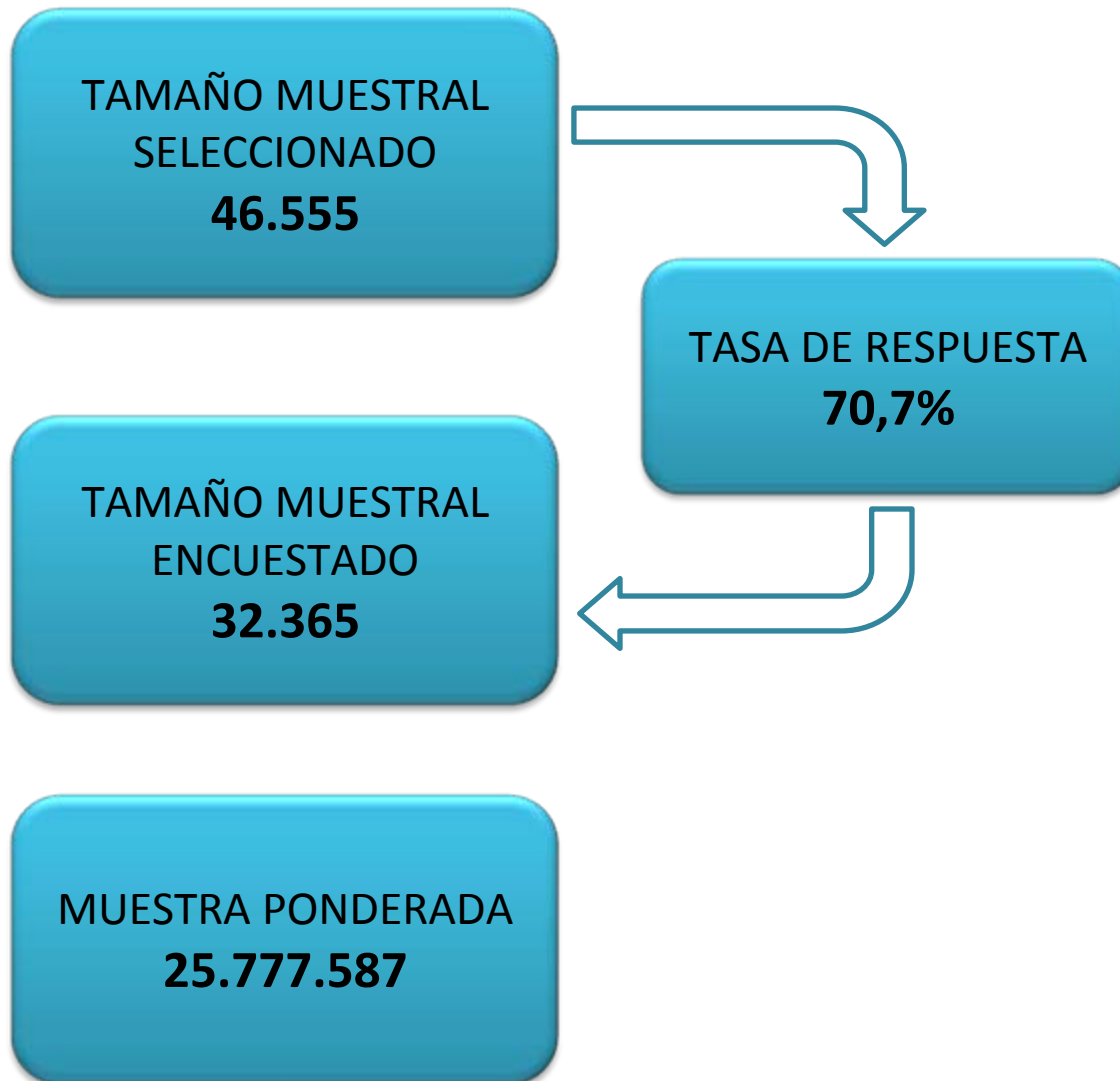 TAMAÑO MUESTRAL
SELECCIONADO
46.555
TASA DE RESPUESTA
70,7%
TAMAÑO MUESTRAL
ENCUESTADO
32.365
MUESTRA PONDERADA
25.777.587